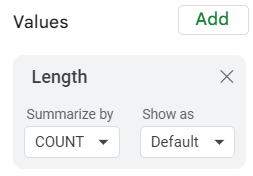 Values Add
Length
Summarize by Show as
COUNT Default